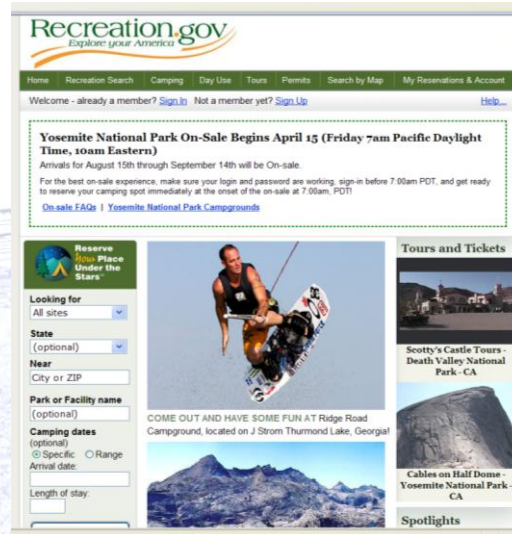 Recreation.gov
Explore your America
Home Recreation Search Camping Day Use Tours Permits Search by Map My Reservations & Account
Welcome - already a member? Sign In Not a member yet? Sign Up Help...
Yosemite National Park On-Sale Begins April 15 (Friday 7am Pacific Daylight
Time, 10am Eastern)
Arrivals for August 15th through September 14th will be On-sale.
For the best on-sale experience, make sure your login and password are working, sign-in before 7:00am PDT, and get ready
to reserve your camping spot immediately at the onset of the on-sale at 7:00am, PDT!
On-sale FAQs | Yosemite National Park Campgrounds
Reserve
Your Place
Under the
Stars™
Looking for
All sites
State
(optional)
Near
City or ZIP
Park or Facility name
(optional)
Camping dates
(optional)
Specific Range
Arrival date:
Length of stay:
COME OUT AND HAVE SOME FUN AT Ridge Road
Campground, located on J Strom Thurmond Lake, Georgia!
Tours and Tickets
Scotty's Castle Tours -
Death Valley National
Park - CA
Cables on Half Dome -
Yosemite National Park -
CA
Spotlights